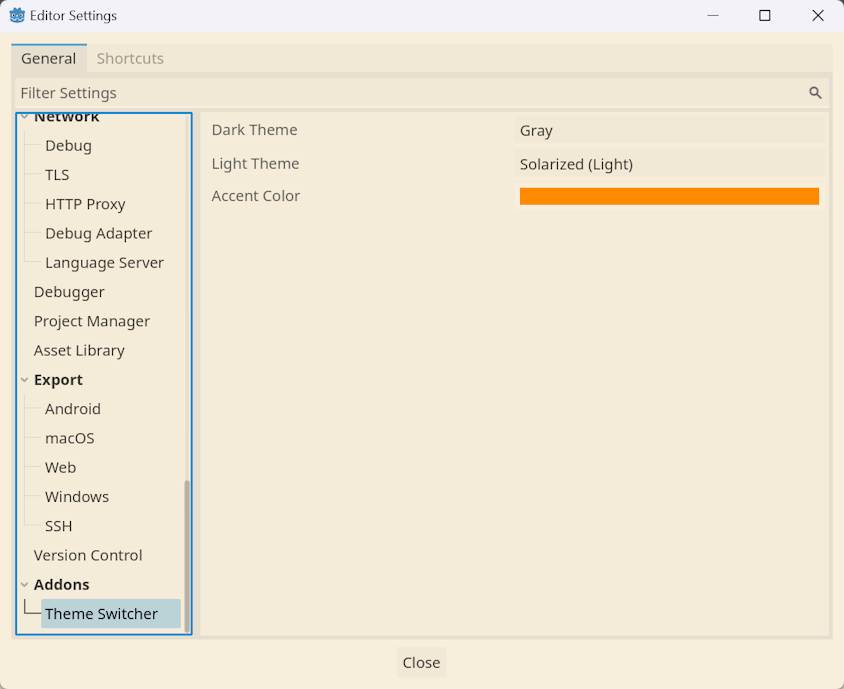 Editor Settings
General Shortcuts
Filter Settings
Network
Debug
TLS
HTTP Proxy
Debug Adapter
Language Server
Debugger
Project Manager
Asset Library
Export
Android
macOS
Web
Windows
SSH
Version Control
Addons
Theme Switcher
Dark Theme Gray
Light Theme Solarized (Light)
Accent Color
Close